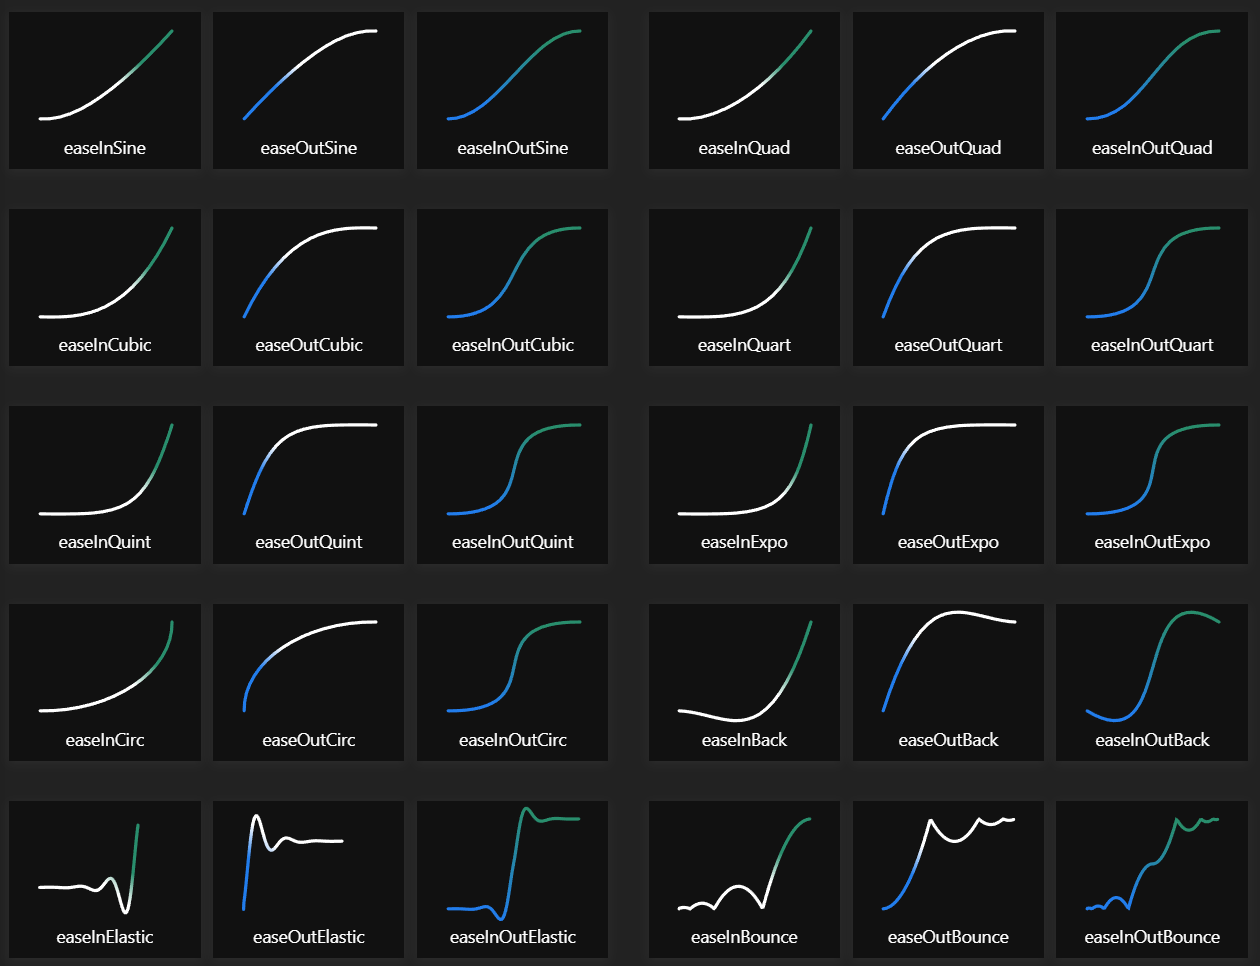 easeInSine
easeOutSine
easeInOutSine
easeInQuad
easeOutQuad
easeInOutQuad
easeInCubic
easeOutCubic
easeInOutCubic
easeInQuart
easeOutQuart
easeInOutQuart
easeInQuint
easeOutQuint
easeInOutQuint
easeInExpo
easeOutExpo
easeInOutExpo
easeInCirc
easeOutCirc
easeInOutCirc
easeInBack
easeOutBack
easeInOutBack
easeInElastic
easeOutElastic
easeInOutElastic
easeInBounce
easeOutBounce
easeInOutBounce